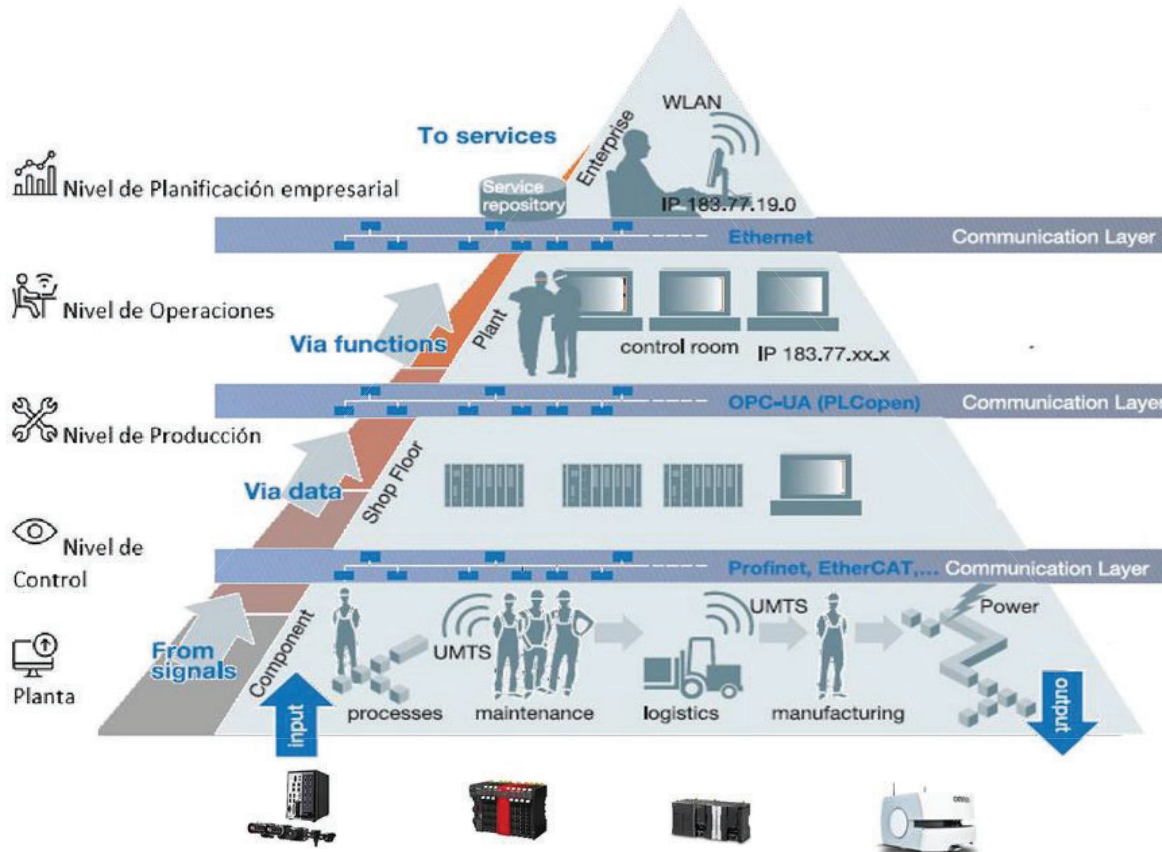 WLAN
To services
Enterprise
Nivel de Planificación empresarial
Service
repository
IP 183.77.19.0
Ethernet
Communication Layer
Nivel de Operaciones
Via functions
Plant
control room
IP 183.77.xx.x
OPC-UA (PLCopen)
Communication Layer
Nivel de Producción
Via data
Shop Floor
Nivel de
Control
Profinet, EtherCAT,...
Communication Layer
From
signals
Component
UMTS
UMTS
Power
Planta
input
processes
maintenance
logistics
manufacturing
output